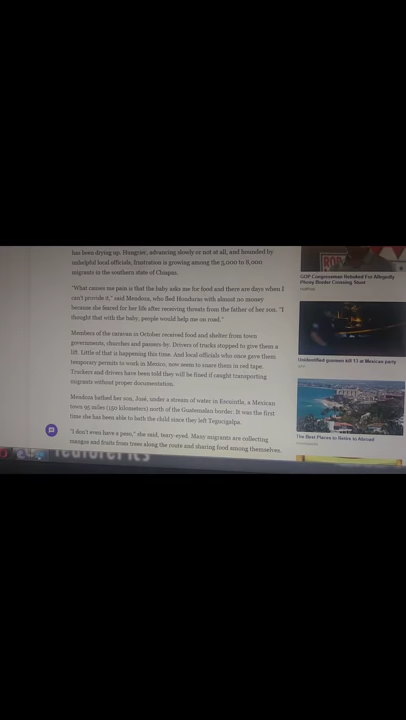 has been drying up. Hungrier, advancing slowly or not at all, and hounded by
unhelpful local officials, frustration is growing among the 5,000 to 8,000
migrants in the southern state of Chiapas.
"What causes me pain is that the baby asks me for food and there are days when I
can't provide it," said Mendoza, who fled Honduras with almost no money
because she feared for her life after receiving threats from the father of her son. "I
thought that with the baby, people would help me on road."
Members of the caravan in October received food and shelter from town
governments, churches and passers-by. Drivers of trucks stopped to give them a
lift. Little of that is happening this time. And local officials who once gave them
temporary permits to work in Mexico, now seem to snare them in red tape.
Truckers and drivers have been told they will be fined if caught transporting
migrants without proper documentation.
Mendoza bathed her son, José, under a stream of water in Escuintla, a Mexican
town 95 miles (150 kilometers) north of the Guatemalan border. It was the first
time she has been able to bath the child since they left Tegucigalpa.
"I don't even have a peso," she said, teary-eyed. Many migrants are collecting
mangos and fruits from trees along the route and sharing food among themselves.
GOP Congressman Rebuked For Allegedly
Phony Border Crossing Stunt
HuffPost
Unidentified gunmen kill 13 at Mexican party
The Best Places to Retire to Abroad